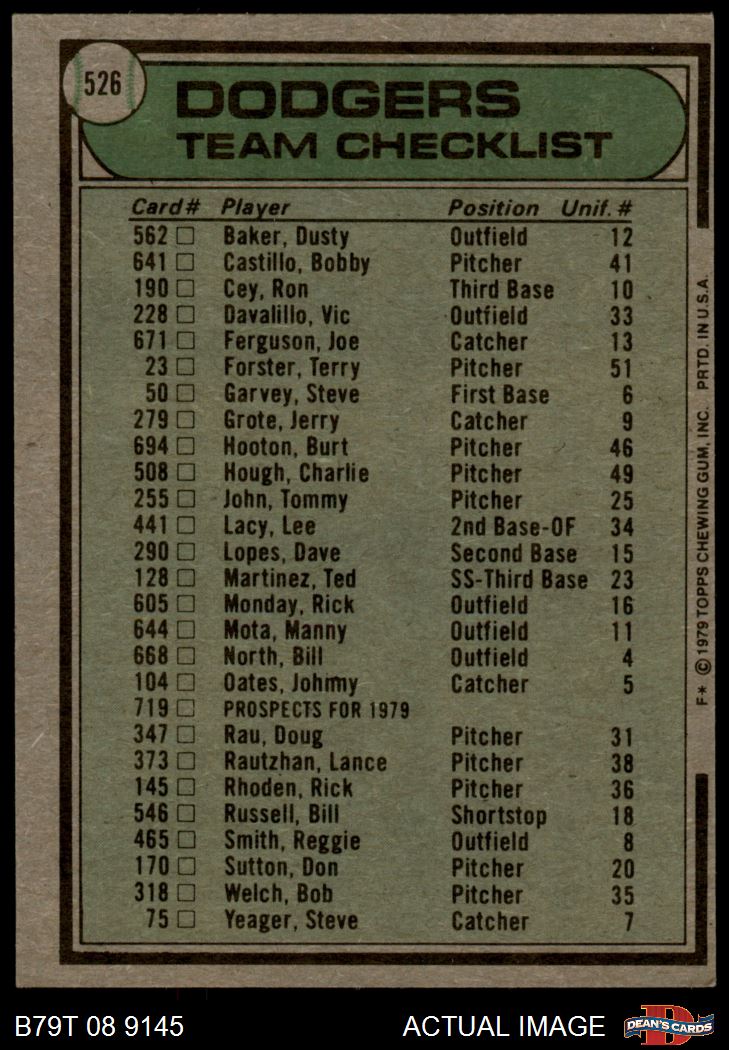 526
DODGERS
TEAM CHECKLIST
Card# Player Position Unif. #
562 □ Baker, Dusty Outfield 12
641 □ Castillo, Bobby Pitcher 41
190 □ Cey, Ron Third Base 10
228 □ Davalillo, Vic Outfield 33
671 □ Ferguson, Joe Catcher 13
23 □ Forster, Terry Pitcher 51
50 □ Garvey, Steve First Base 6
279 □ Grote, Jerry Catcher 9
694 □ Hooton, Burt Pitcher 46
508 □ Hough, Charlie Pitcher 49
255 □ John, Tommy Pitcher 25
441 □ Lacy, Lee 2nd Base-OF 34
290 □ Lopes, Dave Second Base 15
128 □ Martinez, Ted SS-Third Base 23
605 □ Monday, Rick Outfield 16
644 □ Mota, Manny Outfield 11
668 □ North, Bill Outfield 4
104 □ Oates, Johnny Catcher 5
719 □ PROSPECTS FOR 1979
347 □ Rau, Doug Pitcher 31
373 □ Rautzhan, Lance Pitcher 38
145 □ Rhoden, Rick Pitcher 36
546 □ Russell, Bill Shortstop 18
465 □ Smith, Reggie Outfield 8
170 □ Sutton, Don Pitcher 20
318 □ Welch, Bob Pitcher 35
75 □ Yeager, Steve Catcher 7
F* © 1979 TOPPS CHEWING GUM, INC. PRTD. IN U.S.A.
B79T 08 9145 ACTUAL IMAGE
D
DEAN'S CARDS